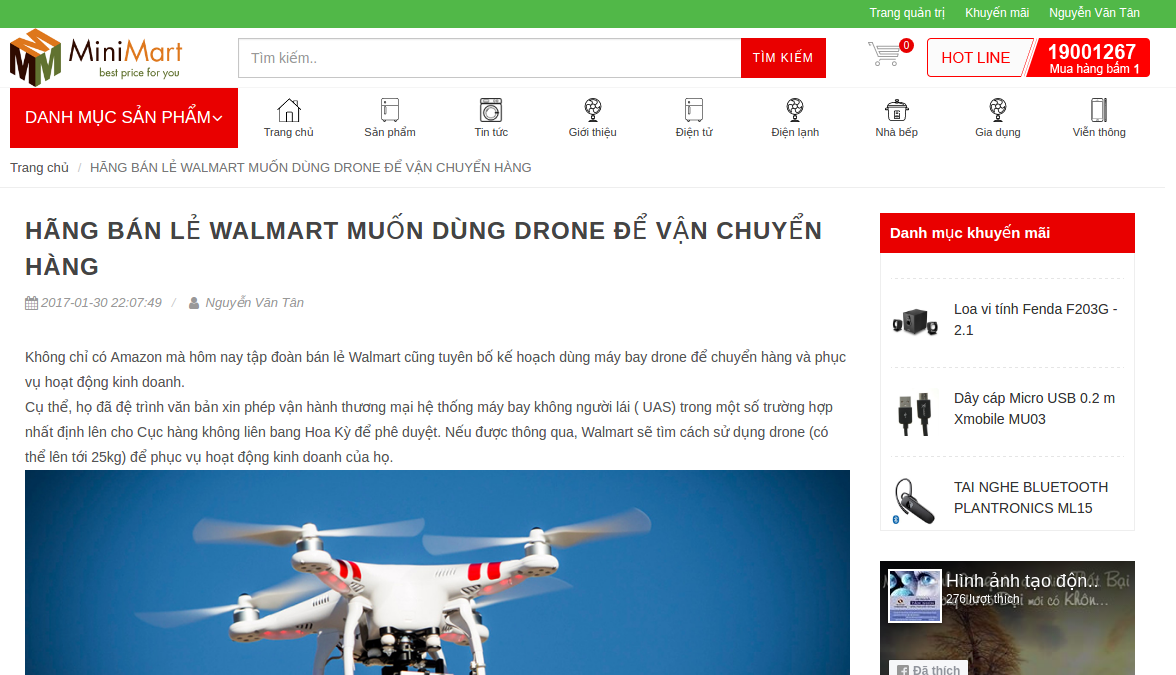 Trang quản trị Khuyến mãi Nguyễn Văn Tân
MiniMart
best price for you
Tìm kiếm..
TÌM KIẾM
0
HOT LINE
19001267
Mua hàng bấm 1
DANH MỤC SẢN PHẨM
Trang chủ Sản phẩm Tin tức Giới thiệu Điện tử Điện lạnh Nhà bếp Gia dụng Viễn thông
Trang chủ / HÃNG BÁN LẺ WALMART MUỐN DÙNG DRONE ĐỂ VẬN CHUYỂN HÀNG
HÃNG BÁN LẺ WALMART MUỐN DÙNG DRONE ĐỂ VẬN CHUYỂN
HÀNG
2017-01-30 22:07:49 / Nguyễn Văn Tân
Không chỉ có Amazon mà hôm nay tập đoàn bán lẻ Walmart cũng tuyên bố kế hoạch dùng máy bay drone để chuyển hàng và phục
vụ hoạt động kinh doanh.
Cụ thể, họ đã đệ trình văn bản xin phép vận hành thương mại hệ thống máy bay không người lái ( UAS) trong một số trường hợp
nhất định lên cho Cục hàng không liên bang Hoa Kỳ để phê duyệt. Nếu được thông qua, Walmart sẽ tìm cách sử dụng drone (có
thể lên tới 25kg) để phục vụ hoạt động kinh doanh của họ.
Danh mục khuyến mãi
Loa vi tính Fenda F203G -
2.1
Dây cáp Micro USB 0.2 m
Xmobile MU03
TAI NGHE BLUETOOTH
PLANTRONICS ML15
Hình ảnh tạo độn..
276 lượt thích
Đã thích